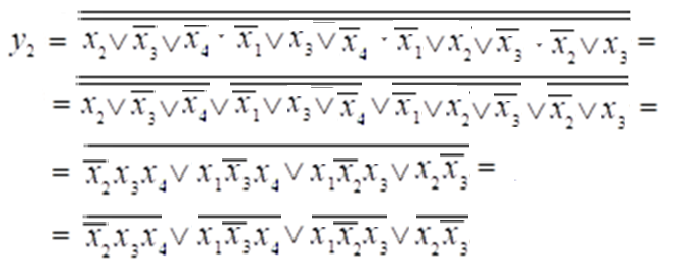 y₂ = x₂ ∨ x̅₃ ∨ x̅₄ · x̅₁ ∨ x₃ ∨ x̅₄ · x̅₁ ∨ x₂ ∨ x̅₃ · x̅₂ ∨ x₃ =
= x₂ ∨ x̅₃ ∨ x̅₄ ∨ x̅₁ ∨ x₃ ∨ x̅₄ ∨ x̅₁ ∨ x₂ ∨ x̅₃ ∨ x̅₂ ∨ x₃ =
= x̅₂x₃x₄ ∨ x₁x̅₃x₄ ∨ x₁x̅₂x₃ ∨ x₂x̅₃ =
= x̅₂x₃x₄ ∨ x₁x̅₃x₄ ∨ x₁x̅₂x₃ ∨ x₂x̅₃